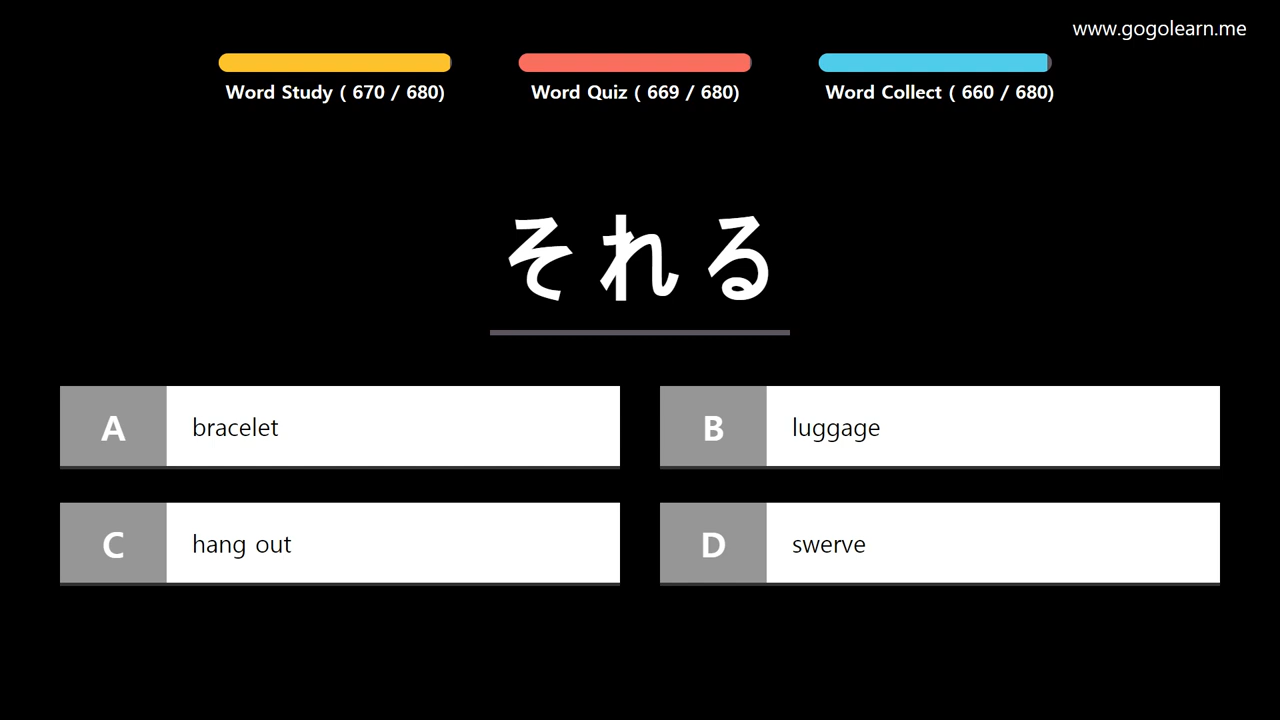 www.gogolearn.me
Word Study ( 670 / 680)
Word Quiz ( 669 / 680)
Word Collect ( 660 / 680)
それる
A bracelet
B luggage
C hang out
D swerve